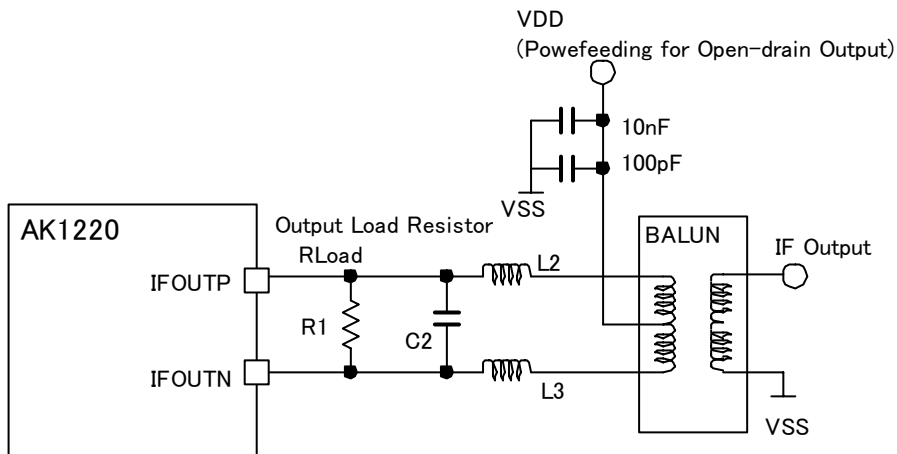 VDD
(Powefeeding for Open-drain Output)
10nF
100pF
VSS
AK1220
Output Load Resistor
RLoad
BALUN
IF Output
IFOUTP
L2
R1
C2
IFOUTN
L3
VSS